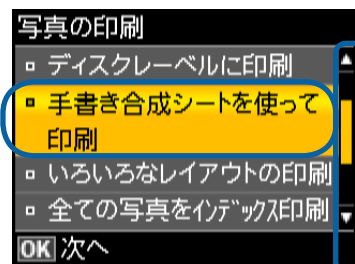 写真の印刷
ディスクレーベルに印刷
手書き合成シートを使って
印刷
いろいろなレイアウトの印刷
全ての写真をｲﾝﾃﾞｯｸｽ印刷
OK 次へ